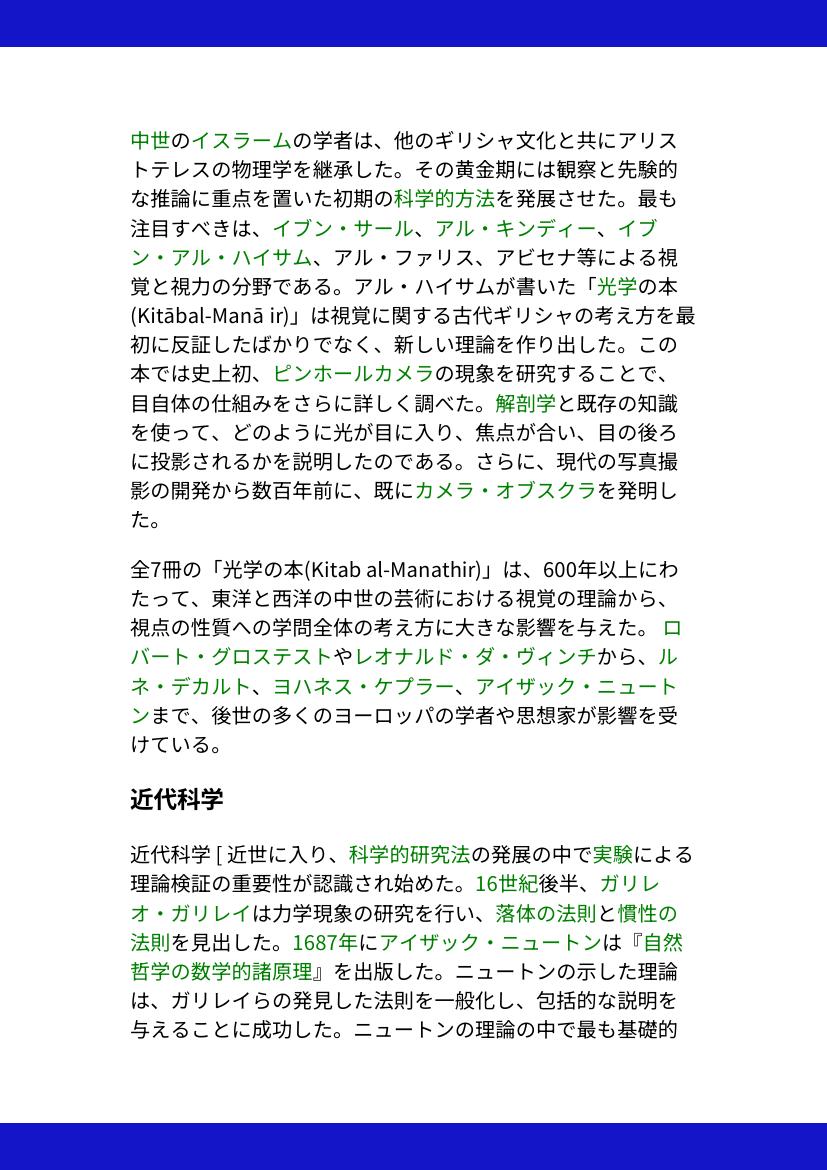 中世のイスラームの学者は、他のギリシャ文化と共にアリス
トテレスの物理学を継承した。その黄金期には観察と先験的
な推論に重点を置いた初期の科学的方法を発展させた。最も
注目すべきは、イブン・サール、アル・キンディー、イブ
ン・アル・ハイサム、アル・ファリス、アビセナ等による視
覚と視力の分野である。アル・ハイサムが書いた「光学の本
(Kitābal-Manā ir)」は視覚に関する古代ギリシャの考え方を最
初に反証したばかりでなく、新しい理論を作り出した。この
本では史上初、ピンホールカメラの現象を研究することで、
目自体の仕組みをさらに詳しく調べた。解剖学と既存の知識
を使って、どのように光が目に入り、焦点が合い、目の後ろ
に投影されるかを説明したのである。さらに、現代の写真撮
影の開発から数百年前に、既にカメラ・オブスクラを発明し
た。
全7冊の「光学の本(Kitab al-Manathir)」は、600年以上にわ
たって、東洋と西洋の中世の芸術における視覚の理論から、
視点の性質への学問全体の考え方に大きな影響を与えた。 ロ
バート・グロステストやレオナルド・ダ・ヴィンチから、ル
ネ・デカルト、ヨハネス・ケプラー、アイザック・ニュート
ンまで、後世の多くのヨーロッパの学者や思想家が影響を受
けている。
近代科学
近代科学 [ 近世に入り、科学的研究法の発展の中で実験による
理論検証の重要性が認識され始めた。16世紀後半、ガリレ
オ・ガリレイは力学現象の研究を行い、落体の法則と慣性の
法則を見出した。1687年にアイザック・ニュートンは『自然
哲学の数学的諸原理』を出版した。ニュートンの示した理論
は、ガリレイらの発見した法則を一般化し、包括的な説明を
与えることに成功した。ニュートンの理論の中で最も基礎的